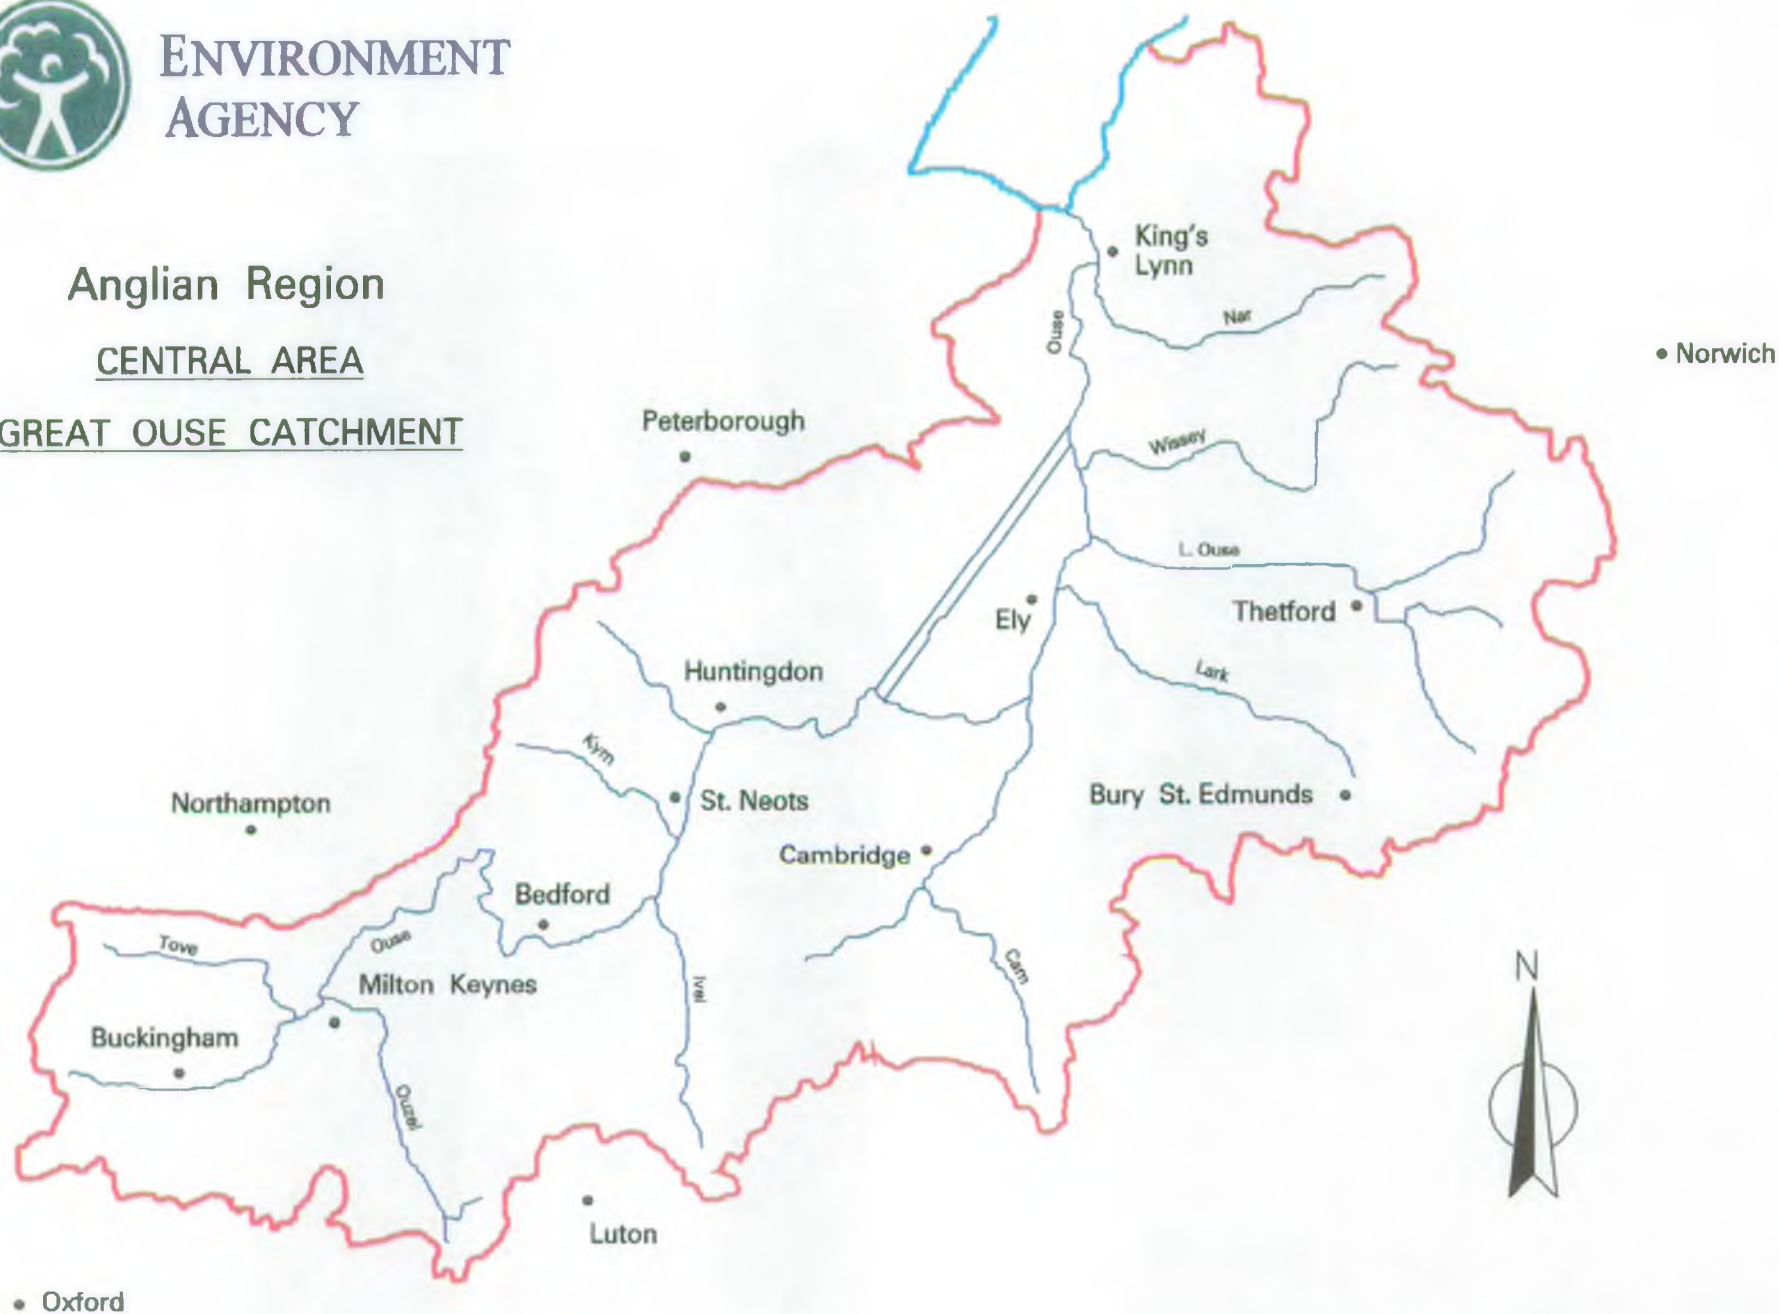 ENVIRONMENT
AGENCY
Anglian Region
CENTRAL AREA
GREAT OUSE CATCHMENT
King's
Lynn
Nar
Ouse
Norwich
Peterborough
Wissey
L. Ouse
Ely
Thetford
Huntingdon
Lark
Kym
Northampton
St. Neots
Bury St. Edmunds
Cambridge
Bedford
Tove
Ouse
Cam
Milton Keynes
Ivel
N
Buckingham
Ouzel
Luton
Oxford